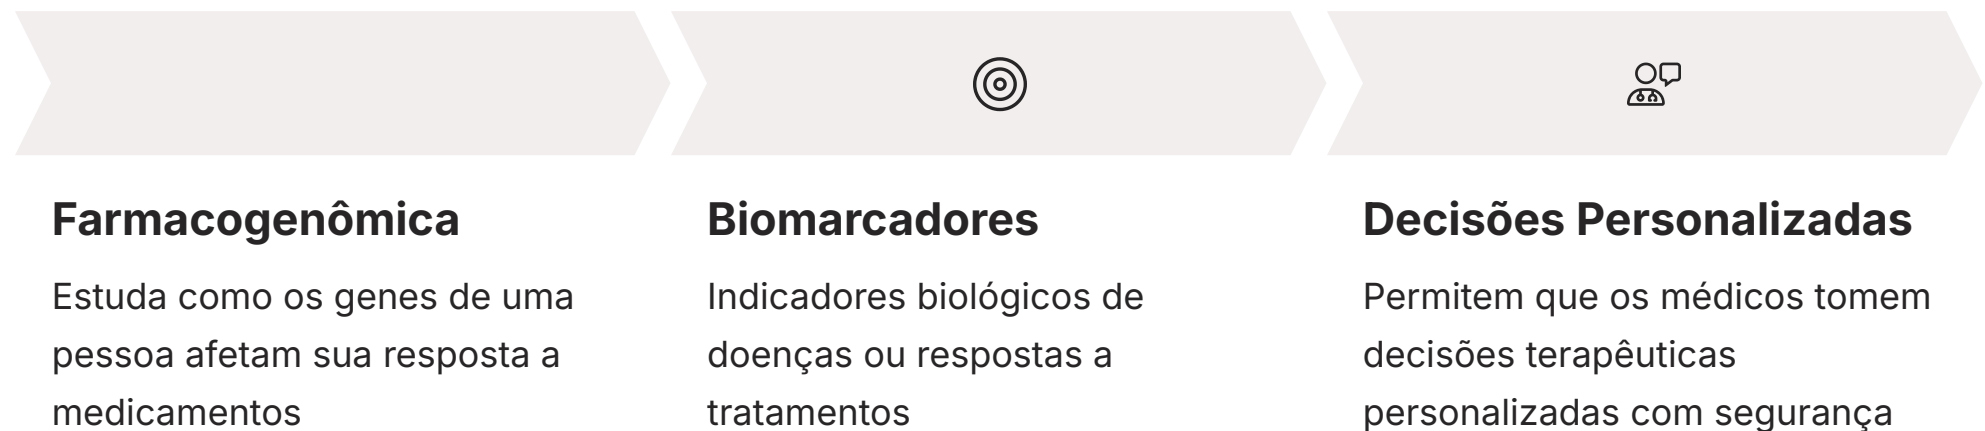 Farmacogenômica
Estuda como os genes de uma
pessoa afetam sua resposta a
medicamentos
Biomarcadores
Indicadores biológicos de
doenças ou respostas a
tratamentos
Decisões Personalizadas
Permitem que os médicos tomem
decisões terapêuticas
personalizadas com segurança